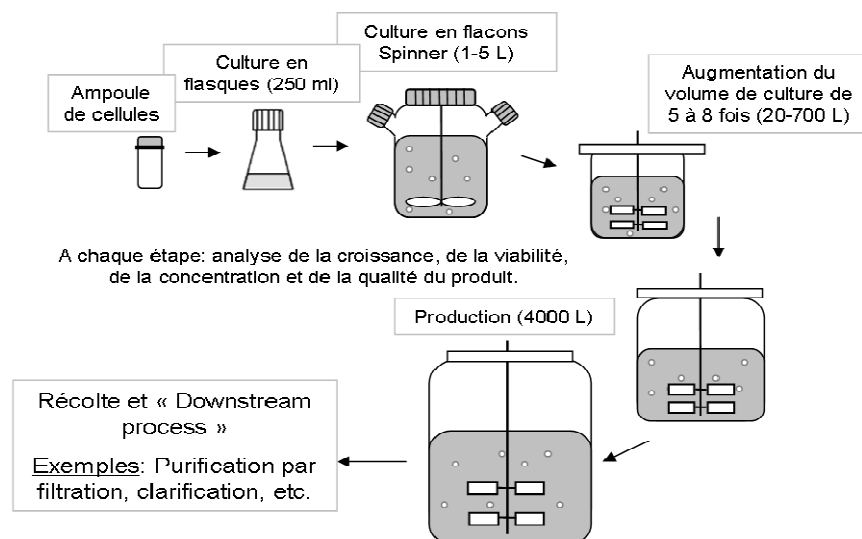 Ampoule
de cellules
Culture en
flasques (250 ml)
Culture en flacons
Spinner (1-5 L)
Augmentation du
volume de culture de
5 à 8 fois (20-700 L)
A chaque étape: analyse de la croissance, de la viabilité,
de la concentration et de la qualité du produit.
Production (4000 L)
Récolte et « Downstream
process »
Exemples: Purification par
filtration, clarification, etc.